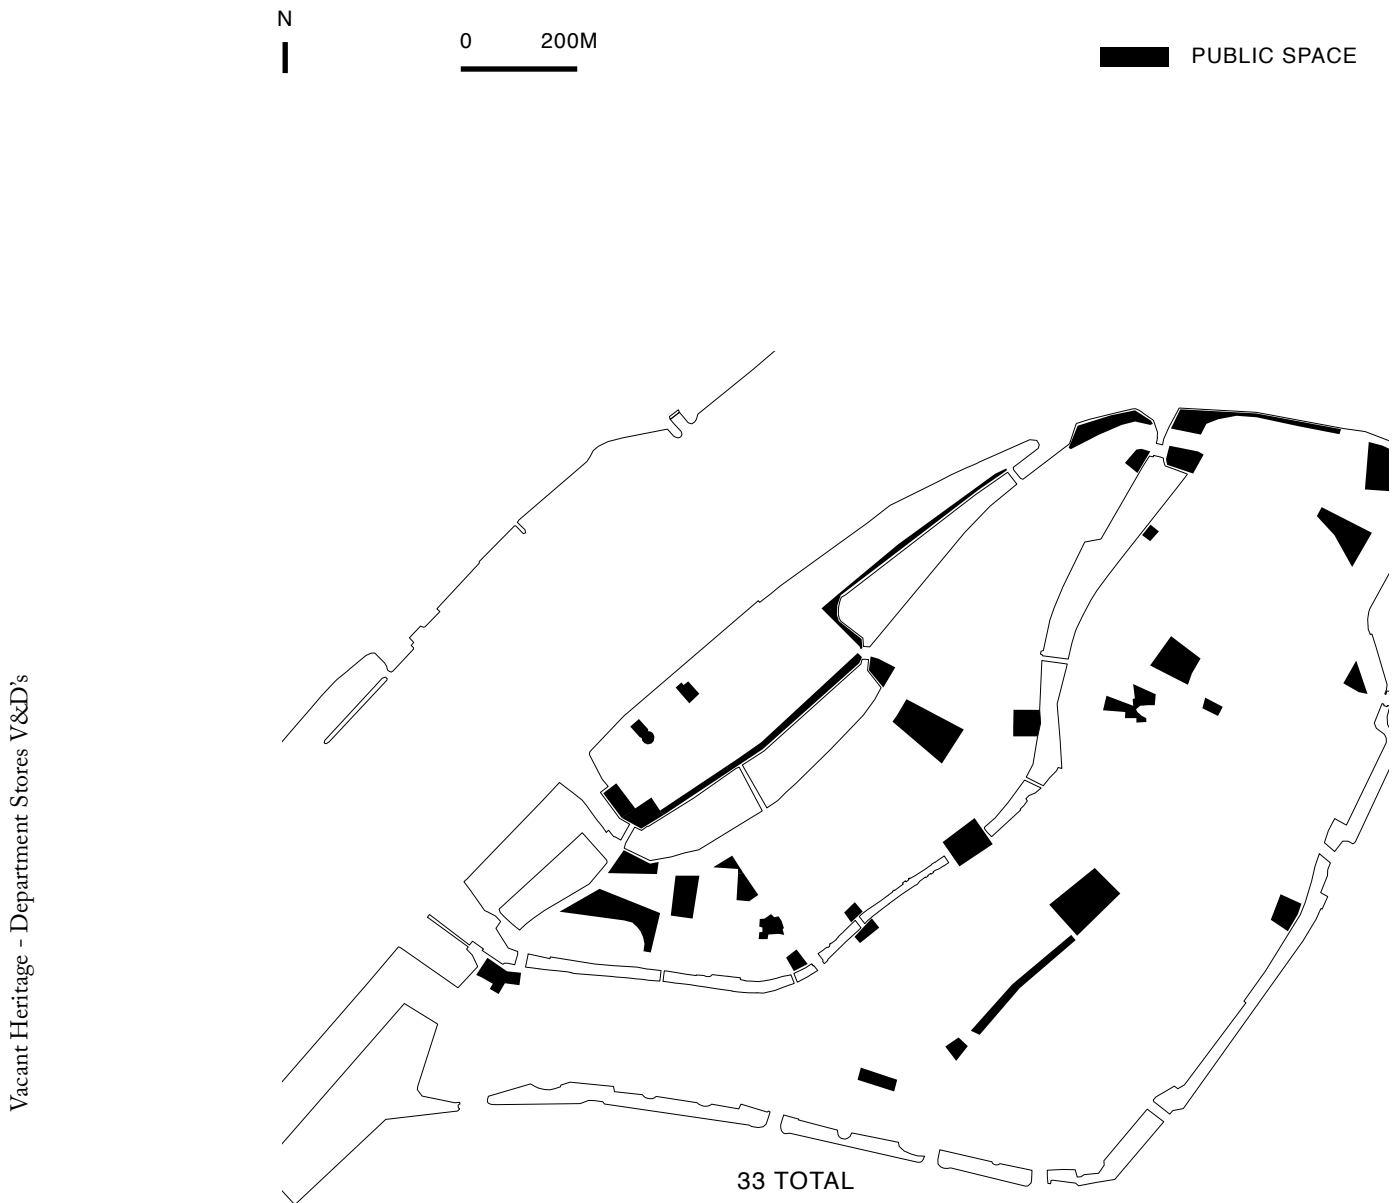 N
0 200M
PUBLIC SPACE
Vacant Heritage - Department Stores V&D's
33 TOTAL